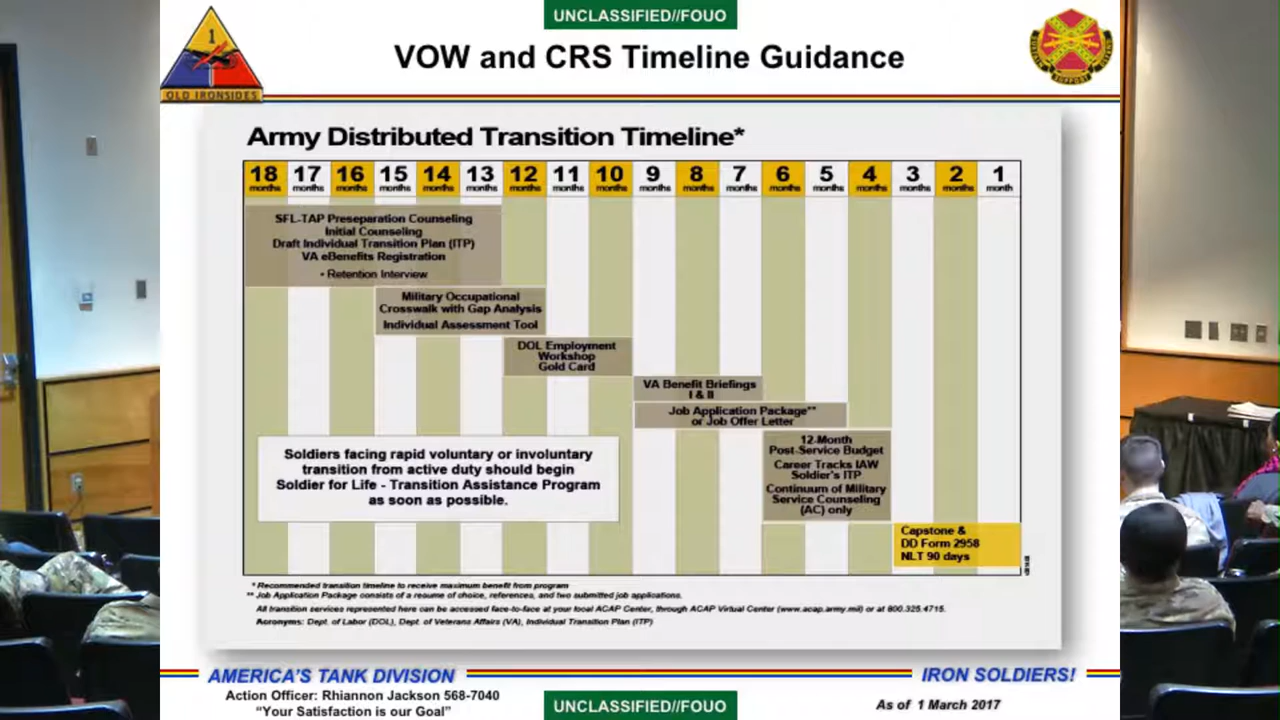 UNCLASSIFIED//FOUO
VOW and CRS Timeline Guidance
1
OLD IRONSIDES
SUPPORT
Army Distributed Transition Timeline*
18 17 16 15 14 13 12 11 10 9 8 7 6 5 4 3 2 1
months months months months months months months months months months months months months months months months months month
SFL-TAP Preseparation Counseling
Initial Counseling
Draft Individual Transition Plan (ITP)
VA eBenefits Registration
• Retention Interview
Military Occupational
Crosswalk with Gap Analysis
Individual Assessment Tool
DOL Employment
Workshop
Gold Card
VA Benefit Briefings
I & II
Job Application Package**
or Job Offer Letter
12-Month
Post-Service Budget
Career Tracks IAW
Soldier's ITP
Continuum of Military
Service Counseling
(AC) only
Soldiers facing rapid voluntary or involuntary
transition from active duty should begin
Soldier for Life - Transition Assistance Program
as soon as possible.
Capstone &
DD Form 2958
NLT 90 days
* Recommended transition timeline to receive maximum benefit from program
** Job Application Package consists of a resume of choice, references, and two submitted job applications.
All transition services represented here can be accessed face-to-face at your local ACAP Center, through ACAP Virtual Center (www.acap.army.mil) or at 800.325.4715.
Acronyms: Dept. of Labor (DOL), Dept. of Veterans Affairs (VA), Individual Transition Plan (ITP)
AMERICA'S TANK DIVISION
IRON SOLDIERS!
Action Officer: Rhiannon Jackson 568-7040
"Your Satisfaction is our Goal"
UNCLASSIFIED//FOUO
As of 1 March 2017